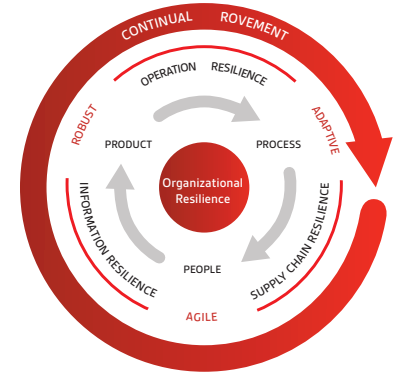 CONTINUAL ROVEMENT
OPERATION RESILIENCE
ROBUST
ADAPTIVE
PRODUCT
PROCESS
Organizational
Resilience
INFORMATION RESILIENCE
SUPPLY CHAIN RESILIENCE
PEOPLE
AGILE